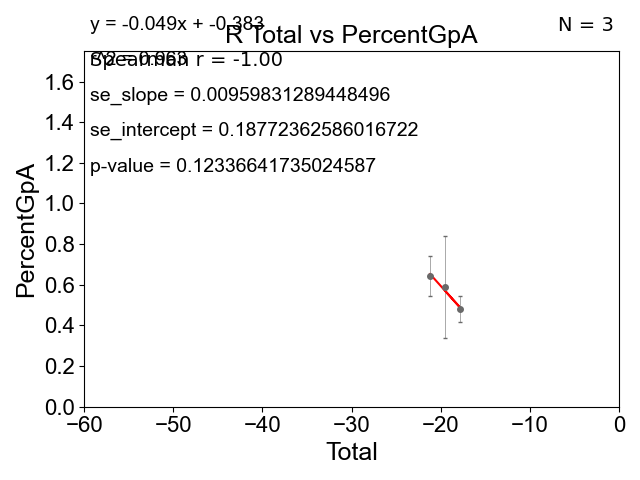 y = -0.049x + -0.383
N = 3
R Total vs PercentGpA
Spearman r = -1.00
se_slope = 0.00959831289448496
se_intercept = 0.18772362586016722
p-value = 0.12336641735024587
PercentGpA
1.6
1.4
1.2
1.0
0.8
0.6
0.4
0.2
0.0
−60 −50 −40 −30 −20 −10 0
Total